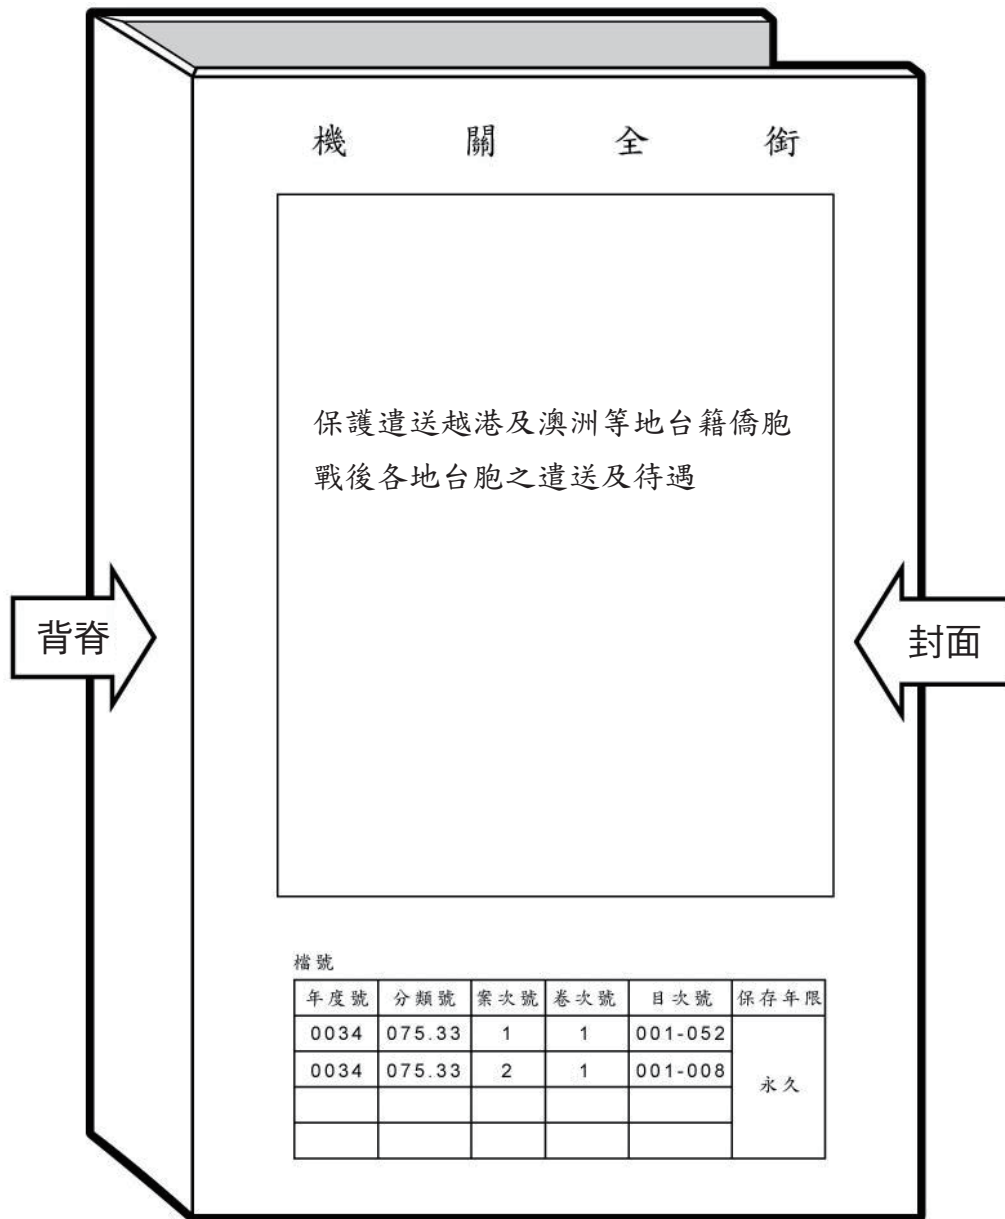 機關全銜
保護遣送越港及澳洲等地台籍僑胞
戰後各地台胞之遣送及待遇
背脊
封面
檔號
年度號 分類號 案次號 卷次號 目次號 保存年限
0034 075.33 1 1 001-052
0034 075.33 2 1 001-008
永久